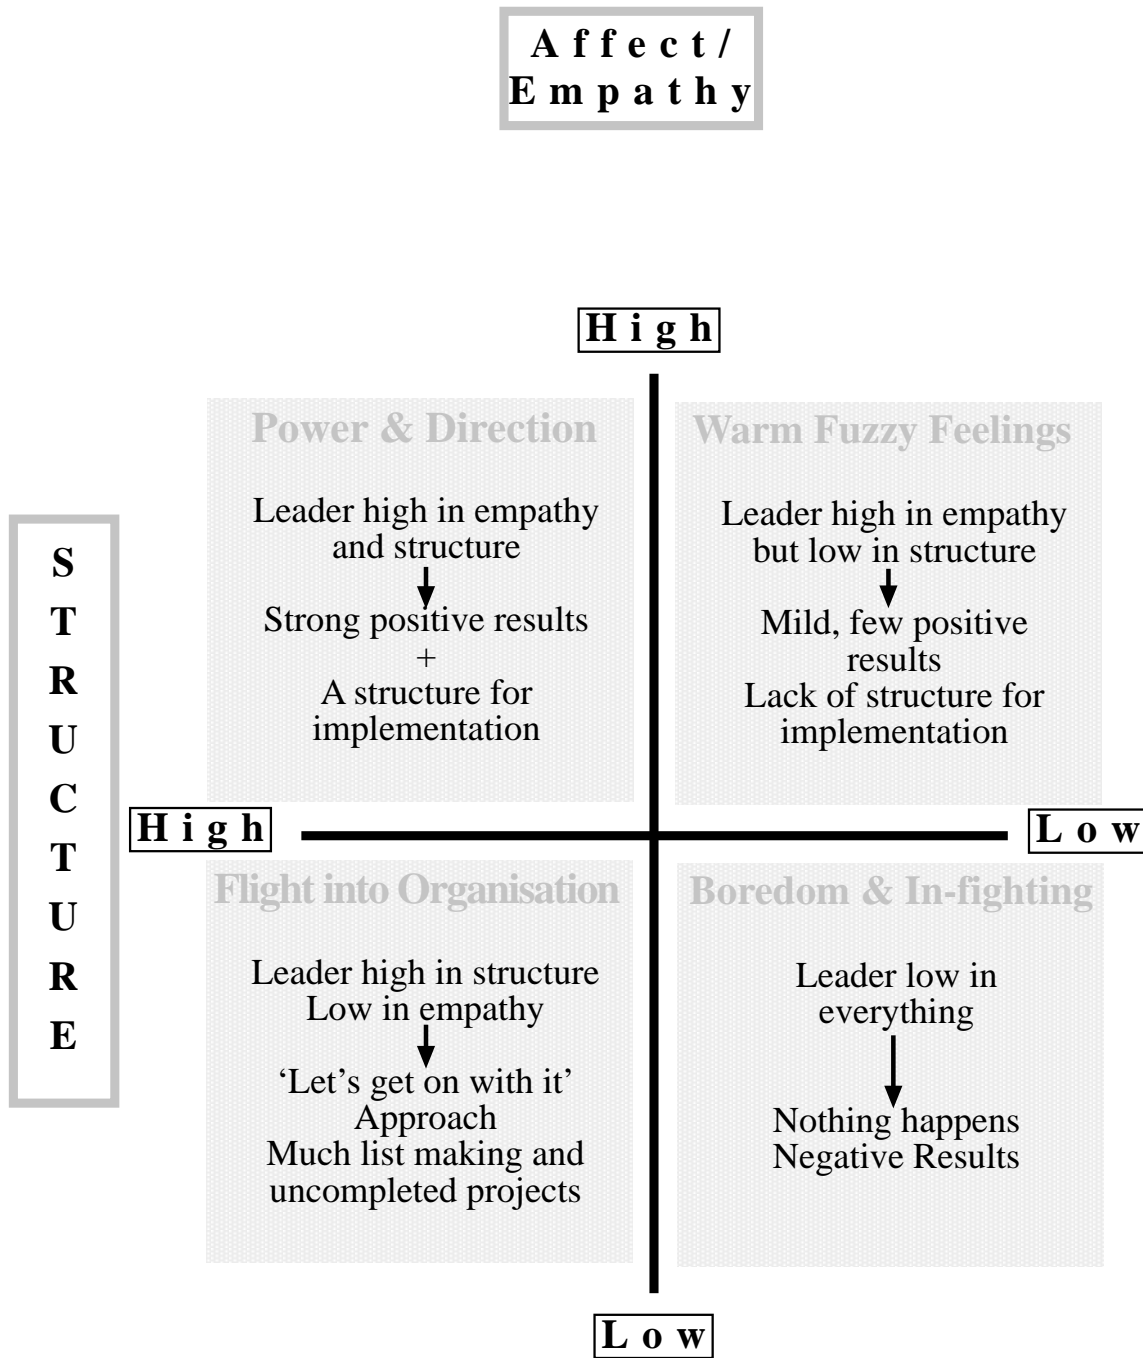 Affect/
Empathy
High
Power & Direction
Leader high in empathy
and structure
Strong positive results
+
A structure for
implementation
Warm Fuzzy Feelings
Leader high in empathy
but low in structure
Mild, few positive
results
Lack of structure for
implementation
STRUCTURE
High
Low
Flight into Organisation
Leader high in structure
Low in empathy
‘Let’s get on with it’
Approach
Much list making and
uncompleted projects
Boredom & In-fighting
Leader low in
everything
Nothing happens
Negative Results
Low